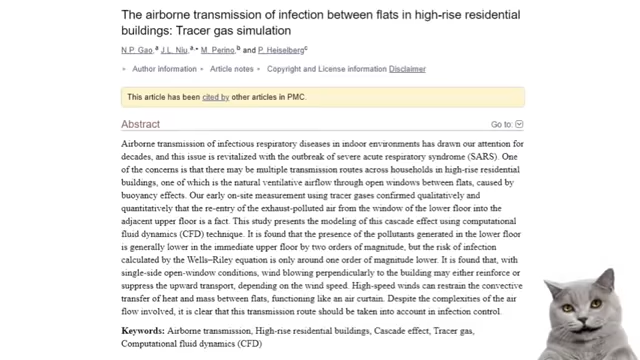 The airborne transmission of infection between flats in high-rise residential
buildings: Tracer gas simulation
N.P. Gao,a J.L. Niu,a,* M. Perino,b and P. Heiselbergc
Author information Article notes Copyright and License information Disclaimer
This article has been cited by other articles in PMC.
Abstract Go to:
Airborne transmission of infectious respiratory diseases in indoor environments has drawn our attention for
decades, and this issue is revitalized with the outbreak of severe acute respiratory syndrome (SARS). One
of the concerns is that there may be multiple transmission routes across households in high-rise residential
buildings, one of which is the natural ventilative airflow through open windows between flats, caused by
buoyancy effects. Our early on-site measurement using tracer gases confirmed qualitatively and
quantitatively that the re-entry of the exhaust-polluted air from the window of the lower floor into the
adjacent upper floor is a fact. This study presents the modeling of this cascade effect using computational
fluid dynamics (CFD) technique. It is found that the presence of the pollutants generated in the lower floor
is generally lower in the immediate upper floor by two orders of magnitude, but the risk of infection
calculated by the Wells–Riley equation is only around one order of magnitude lower. It is found that, with
single-side open-window conditions, wind blowing perpendicularly to the building may either reinforce or
suppress the upward transport, depending on the wind speed. High-speed winds can restrain the convective
transfer of heat and mass between flats, functioning like an air curtain. Despite the complexities of the air
flow involved, it is clear that this transmission route should be taken into account in infection control.
Keywords: Airborne transmission, High-rise residential buildings, Cascade effect, Tracer gas,
Computational fluid dynamics (CFD)